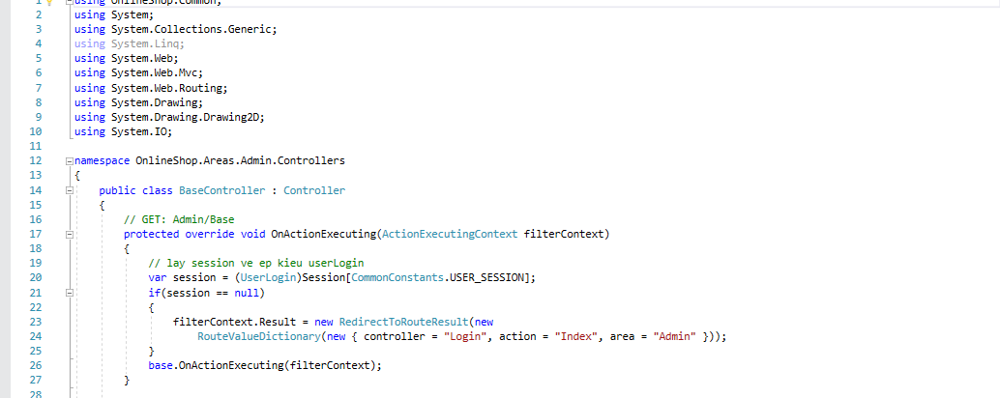 1 using OnlineShop.Common;
2 using System;
3 using System.Collections.Generic;
4 using System.Linq;
5 using System.Web;
6 using System.Web.Mvc;
7 using System.Web.Routing;
8 using System.Drawing;
9 using System.Drawing.Drawing2D;
10 using System.IO;
11
12 namespace OnlineShop.Areas.Admin.Controllers
13 {
14 public class BaseController : Controller
15 {
16 // GET: Admin/Base
17 protected override void OnActionExecuting(ActionExecutingContext filterContext)
18 {
19 // lay session ve ep kieu userLogin
20 var session = (UserLogin)Session[CommonConstants.USER_SESSION];
21 if(session == null)
22 {
23 filterContext.Result = new RedirectToRouteResult(new
24 RouteValueDictionary(new { controller = "Login", action = "Index", area = "Admin" }));
25 }
26 base.OnActionExecuting(filterContext);
27 }
28